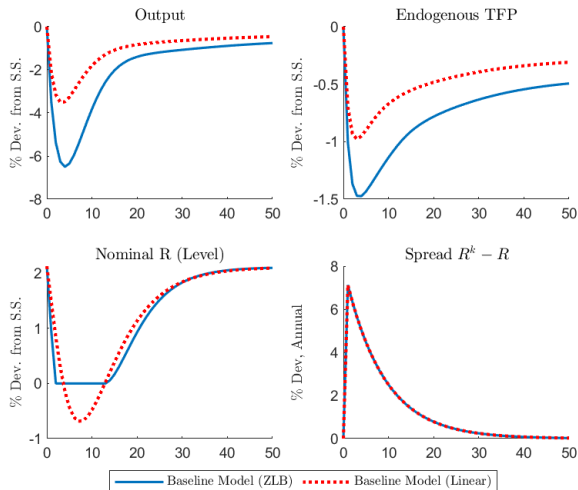 Output
% Dev. from S.S.
0
-2
-4
-6
-8
0 10 20 30 40 50
Endogenous TFP
% Dev. from S.S.
0
-0.5
-1
-1.5
0 10 20 30 40 50
Nominal R (Level)
% Dev. from S.S.
2
1
0
-1
0 10 20 30 40 50
Spread R^k − R
% Dev, Annual
8
6
4
2
0
0 10 20 30 40 50
Baseline Model (ZLB) Baseline Model (Linear)